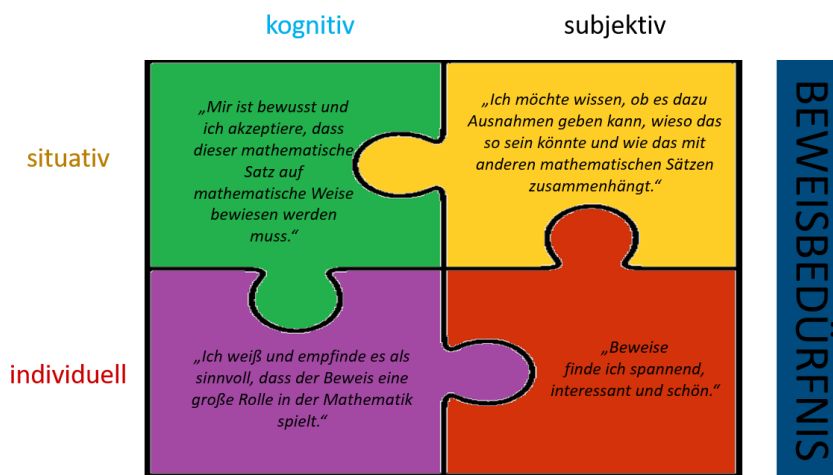 kognitiv
subjektiv
situativ
„Mir ist bewusst und
ich akzeptiere, dass
dieser mathematische
Satz auf
mathematische Weise
bewiesen werden
muss.“
„Ich möchte wissen, ob es dazu
Ausnahmen geben kann, wieso das
so sein könnte und wie das mit
anderen mathematischen Sätzen
zusammenhängt.“
individuell
„Ich weiß und empfinde es als
sinnvoll, dass der Beweis eine
große Rolle in der Mathematik
spielt.“
„Beweise
finde ich spannend,
interessant und schön.“
BEWEISBEDÜRFNIS